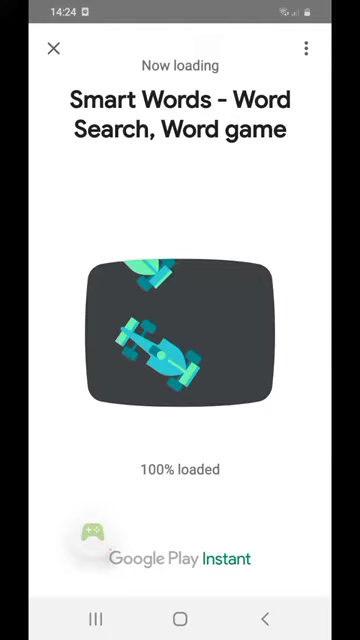 14:24
Now loading
Smart Words - Word
Search, Word game
100% loaded
Google Play Instant